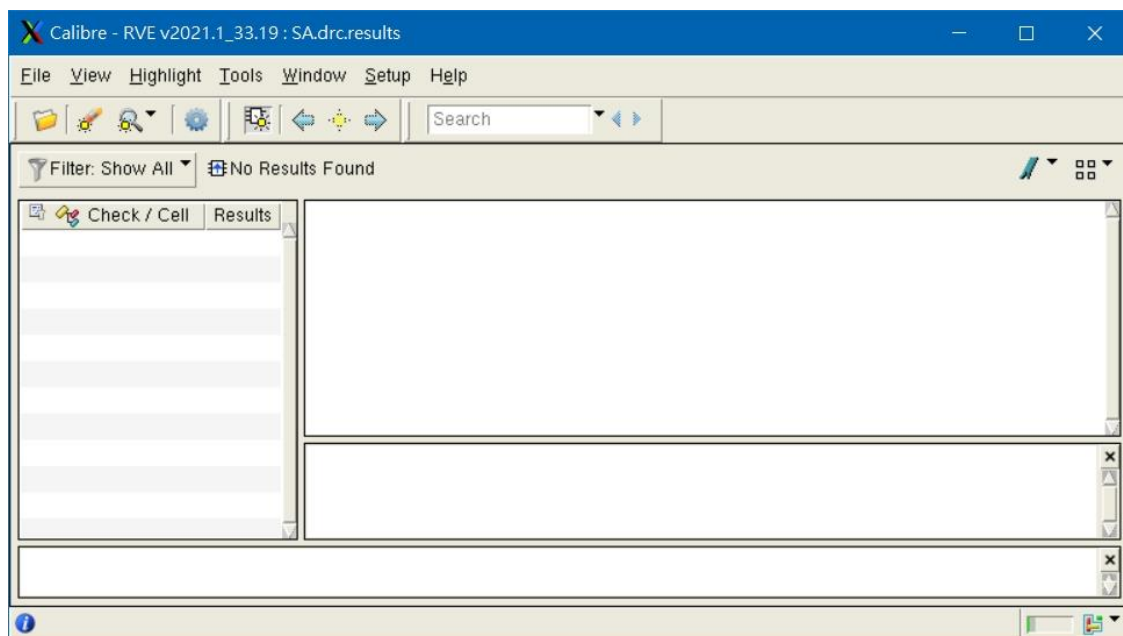 Calibre - RVE v2021.1_33.19 : SA.drc.results
File View Highlight Tools Window Setup Help
Search
Filter: Show All No Results Found
Check / Cell Results